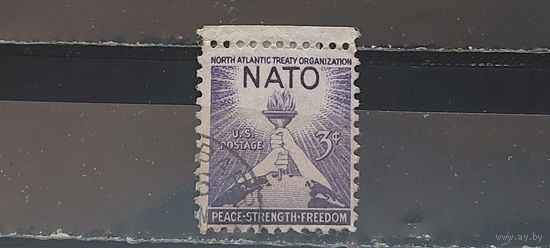 NORTH ATLANTIC TREATY ORGANIZATION
NATO
U.S. POSTAGE
3¢
PEACE·STRENGTH·FREEDOM
www.ay.by